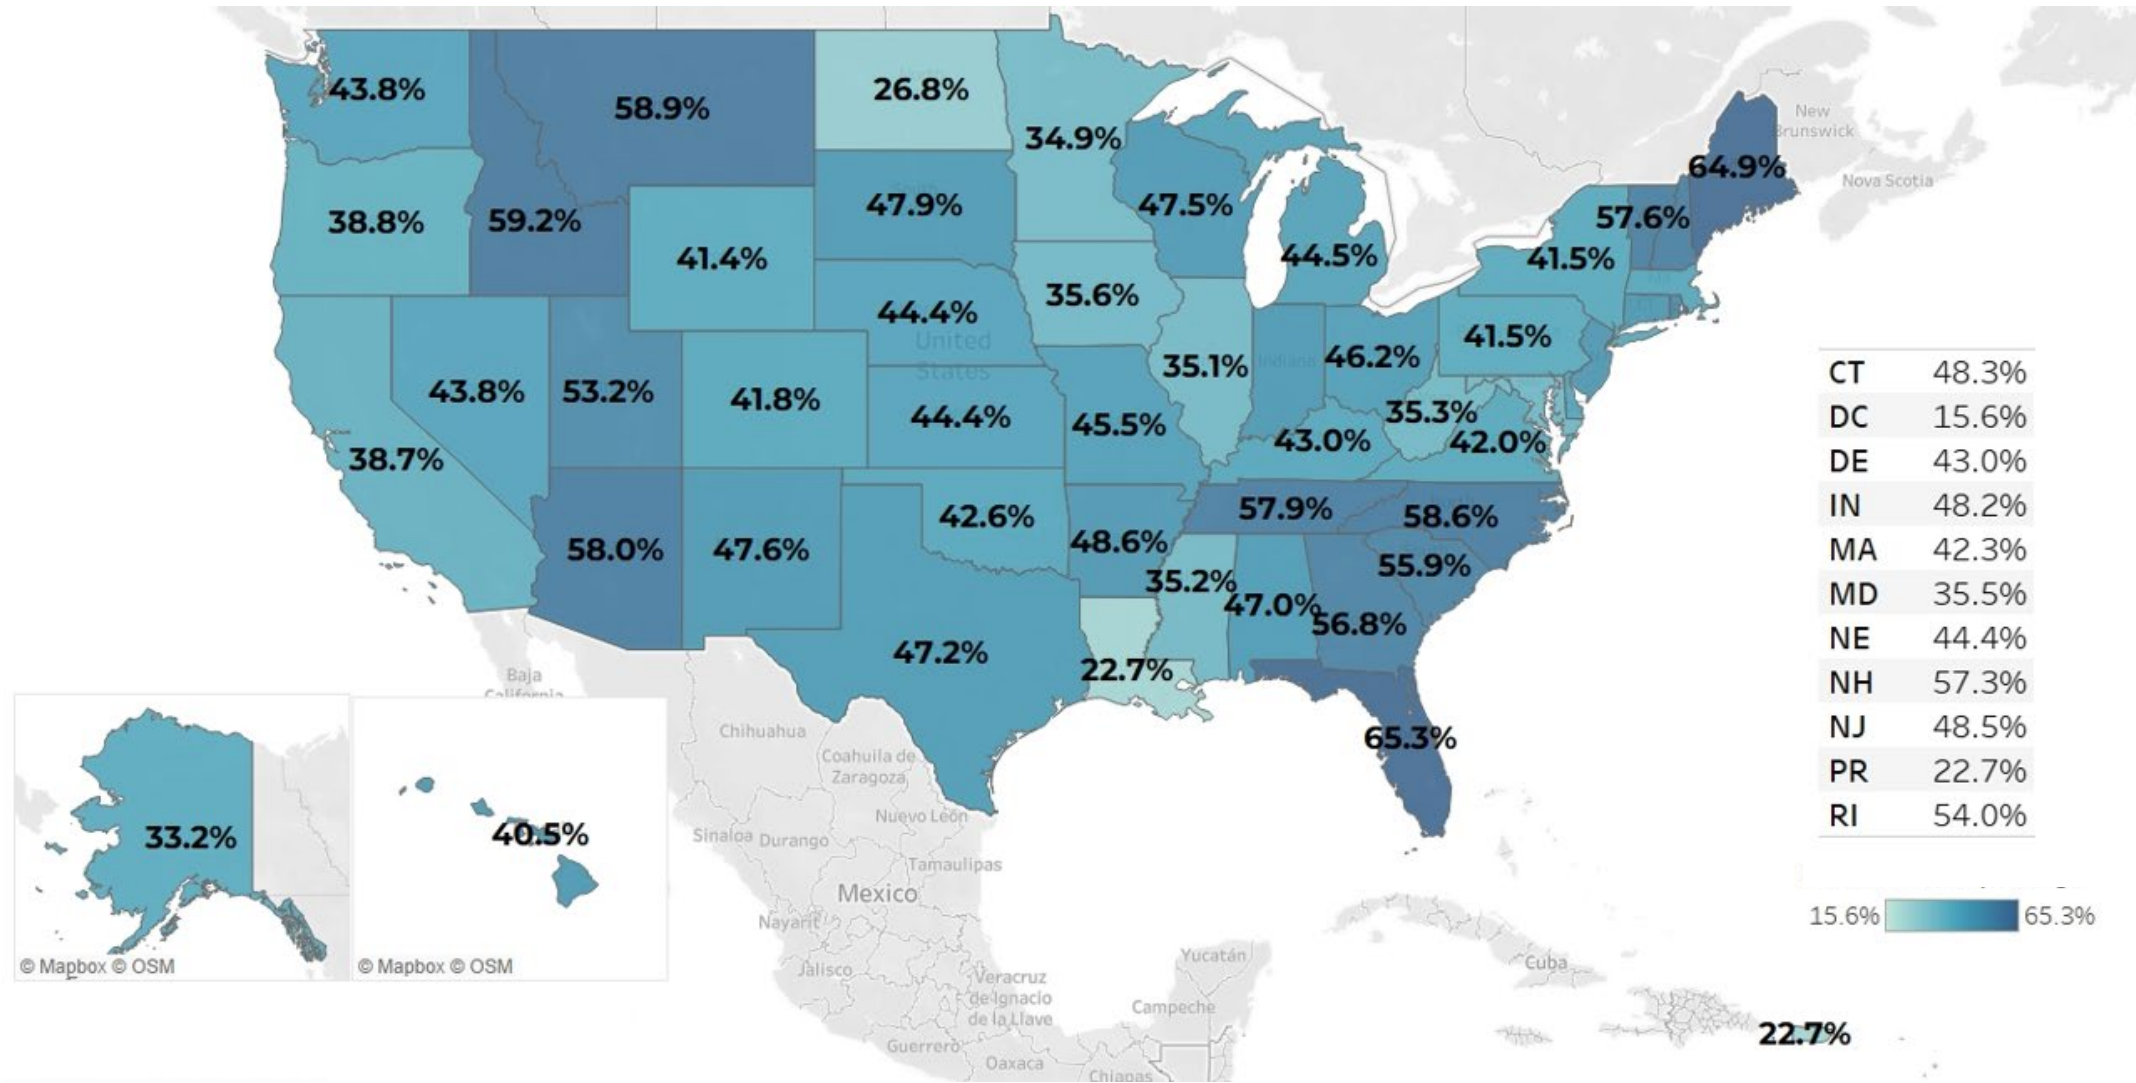 43.8%
58.9%
26.8%
34.9%
64.9%
New
Brunswick
Nova Scotia
38.8%
59.2%
41.4%
47.9%
47.5%
44.5%
57.6%
41.5%
44.4%
United
States
35.6%
35.1%
Indiana
46.2%
41.5%
43.8%
53.2%
41.8%
44.4%
45.5%
43.0%
35.3%
42.0%
38.7%
58.0%
47.6%
42.6%
48.6%
57.9%
58.6%
35.2%
47.0%
56.8%
55.9%
47.2%
22.7%
65.3%
CT 48.3%
DC 15.6%
DE 43.0%
IN 48.2%
MA 42.3%
MD 35.5%
NE 44.4%
NH 57.3%
NJ 48.5%
PR 22.7%
RI 54.0%
15.6% 65.3%
Baja
California
Chihuahua
Coahuila de
Zaragoza
Nuevo León
Sinaloa
Durango
Tamaulipas
Mexico
Nayarit
Jalisco
Veracruz
de Ignacio
de la Llave
Guerrero
Oaxaca
Chiapas
Campeche
Yucatán
Cuba
22.7%
33.2%
© Mapbox © OSM
40.5%
© Mapbox © OSM